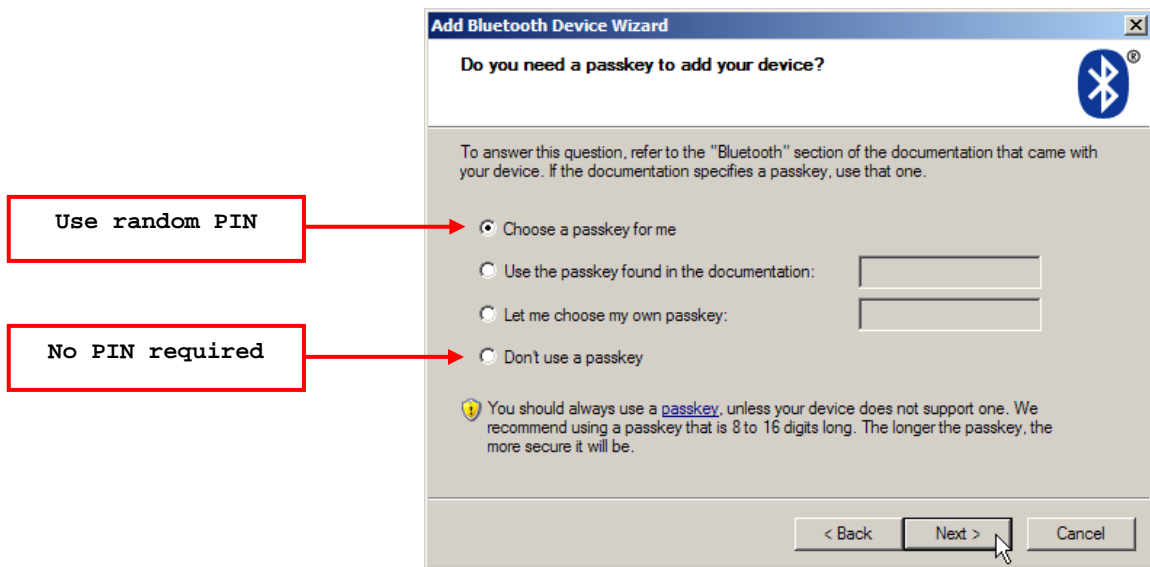 Add Bluetooth Device Wizard
Do you need a passkey to add your device?
®
To answer this question, refer to the "Bluetooth" section of the documentation that came with
your device. If the documentation specifies a passkey, use that one.
Use random PIN
Choose a passkey for me
Use the passkey found in the documentation:
Let me choose my own passkey:
No PIN required
Don't use a passkey
You should always use a passkey, unless your device does not support one. We
recommend using a passkey that is 8 to 16 digits long. The longer the passkey, the
more secure it will be.
< Back
Next >
Cancel